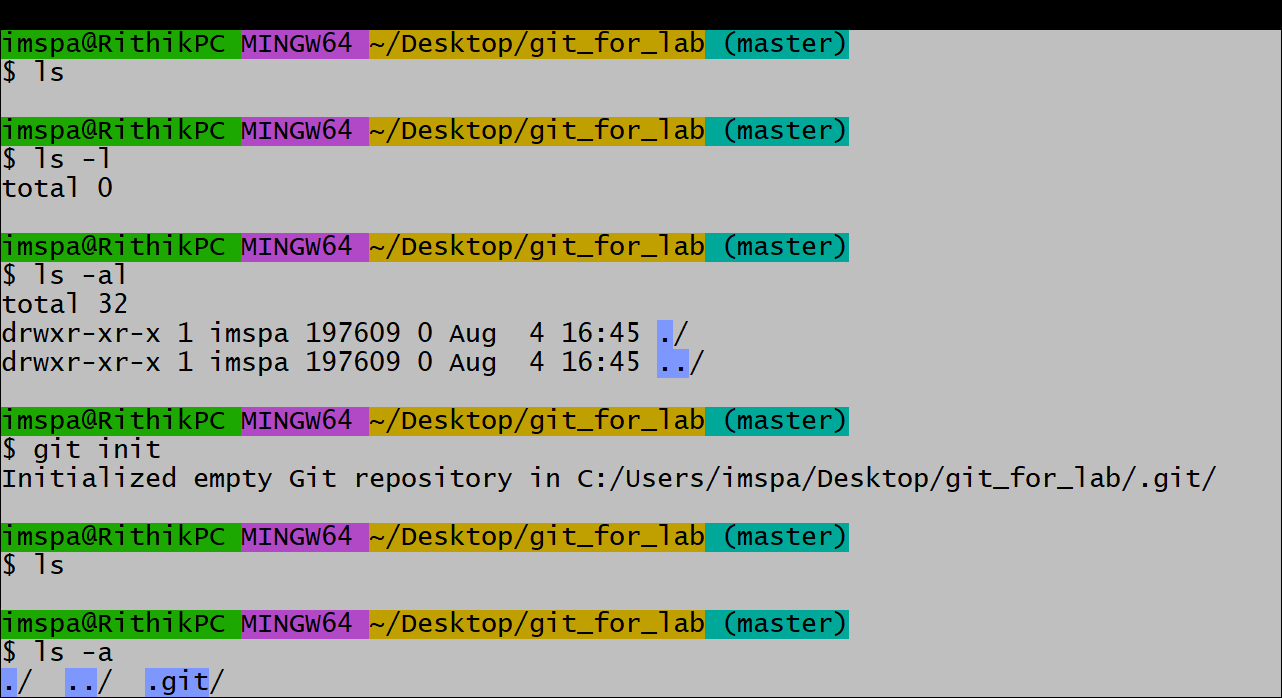 imspa@RithikPC MINGW64 ~/Desktop/git_for_lab (master)
$ ls
imspa@RithikPC MINGW64 ~/Desktop/git_for_lab (master)
$ ls -l
total 0
imspa@RithikPC MINGW64 ~/Desktop/git_for_lab (master)
$ ls -al
total 32
drwxr-xr-x 1 imspa 197609 0 Aug  4 16:45 ./
drwxr-xr-x 1 imspa 197609 0 Aug  4 16:45 ../
imspa@RithikPC MINGW64 ~/Desktop/git_for_lab (master)
$ git init
Initialized empty Git repository in C:/Users/imspa/Desktop/git_for_lab/.git/
imspa@RithikPC MINGW64 ~/Desktop/git_for_lab (master)
$ ls
imspa@RithikPC MINGW64 ~/Desktop/git_for_lab (master)
$ ls -a
./  ../  .git/